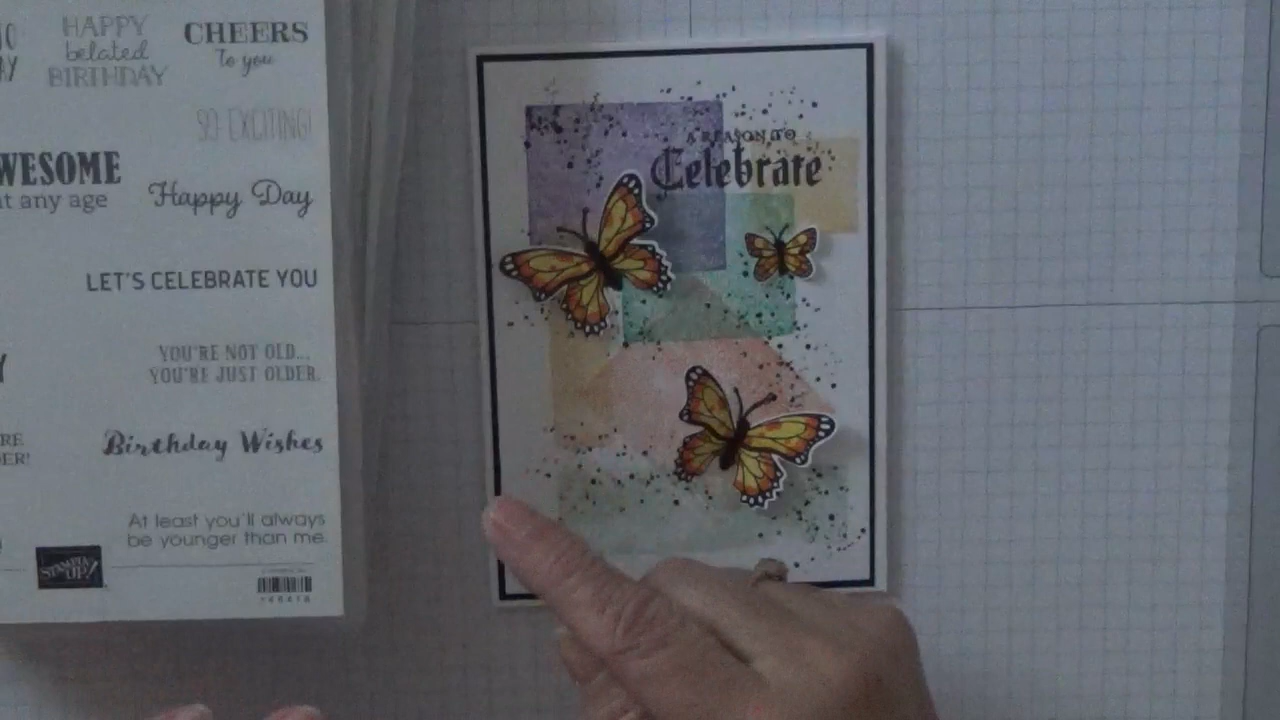 HAPPY
belated
BIRTHDAY
CHEERS
To you
SO EXCITING!
WESOME
at any age
Happy Day
LET'S CELEBRATE YOU
YOU'RE NOT OLD...
YOU'RE JUST OLDER.
Birthday Wishes
At least you'll always
be younger than me.
STAMPIN' UP!
A REASON TO
Celebrate